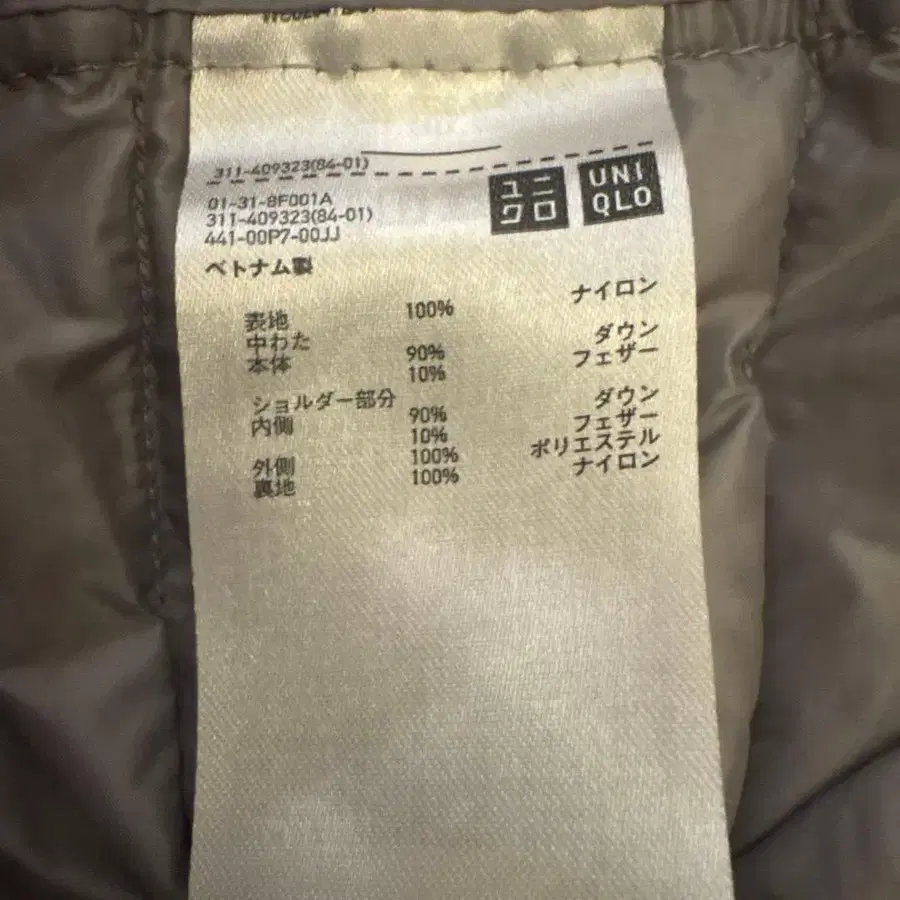 311-409323(84-01)
ユニクロ
UNIQLO
01-31-8F001A
311-409323(84-01)
441-00P7-00JJ
ベトナム製
表地 100% ナイロン
中わた
本体 90% ダウン
10% フェザー
ショルダー部分
内側 90% ダウン
10% フェザー
外側 100% ポリエステル
裏地 100% ナイロン